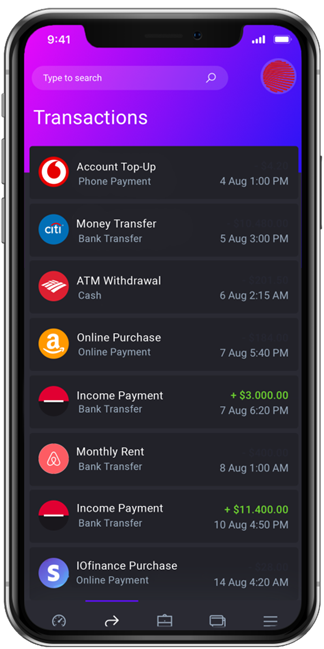 9:41
Type to search
Transactions
Account Top-Up
Phone Payment 4 Aug 1:00 PM
citi
Money Transfer
Bank Transfer 5 Aug 3:00 PM
ATM Withdrawal
Cash 6 Aug 2:15 AM
a
Online Purchase
Online Payment 7 Aug 5:40 PM
Income Payment + $3.000.00
Bank Transfer 7 Aug 6:20 PM
Monthly Rent
Bank Transfer 8 Aug 1:00 AM
Income Payment + $11.400.00
Bank Transfer 10 Aug 4:50 PM
S
IOfinance Purchase
Online Payment 14 Aug 4:20 AM